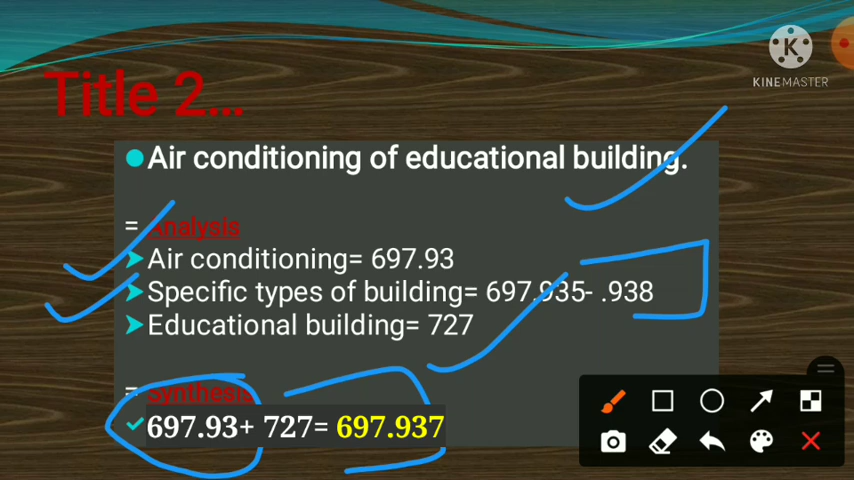 KINEMASTER
Title 2...
Air conditioning of educational building.
= Analysis
Air conditioning= 697.93
Specific types of building= 697.935- .938
Educational building= 727
= Synthesis
697.93+ 727= 697.937